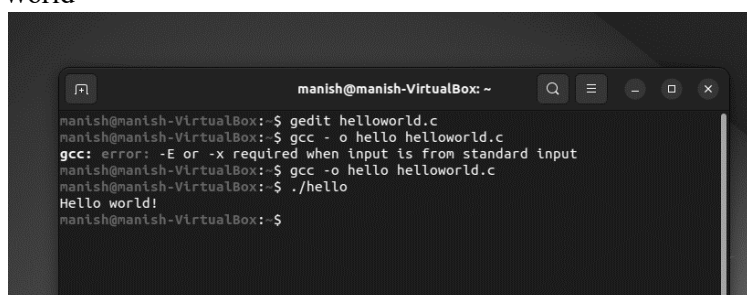 world
manish@manish-VirtualBox: ~
manish@manish-VirtualBox:~$ gedit helloworld.c
manish@manish-VirtualBox:~$ gcc - o hello helloworld.c
gcc: error: -E or -x required when input is from standard input
manish@manish-VirtualBox:~$ gcc -o hello helloworld.c
manish@manish-VirtualBox:~$ ./hello
Hello world!
manish@manish-VirtualBox:~$